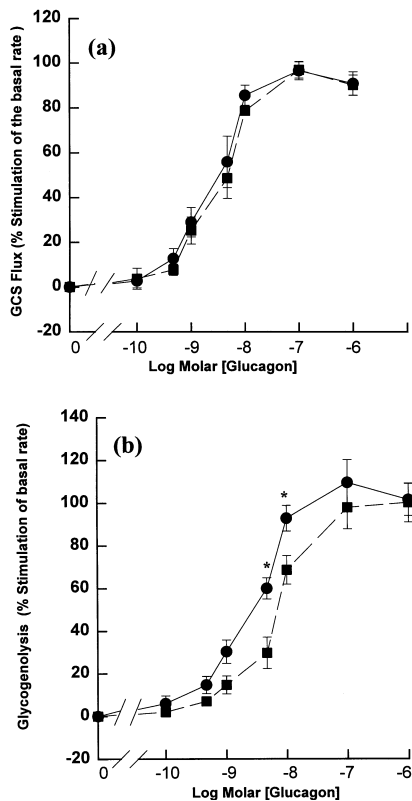 (a)
GCS Flux (% Stimulation of the basal rate)
120
100
80
60
40
20
0
-20
0 -10 -9 -8 -7 -6
Log Molar [Glucagon]
(b)
Glycogenolysis (% Stimulation of basal rate)
140
120
100
80
60
40
20
0
-20
* *
0 -10 -9 -8 -7 -6
Log Molar [Glucagon]